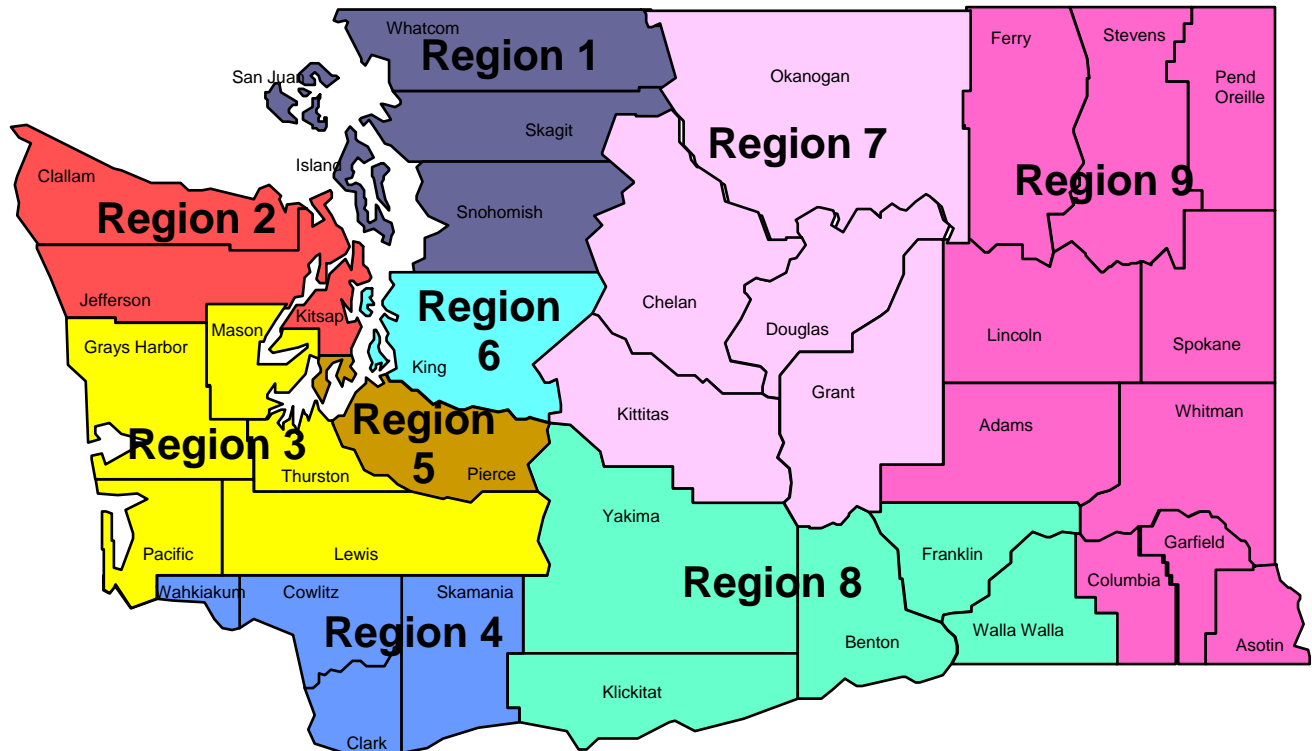 Whatcom
Region 1
San Juan
Skagit
Island
Snohomish
Clallam
Region 2
Jefferson
Kitsap
Okanogan
Region 7
Chelan
Douglas
Grant
Kittitas
Ferry
Stevens
Pend
Oreille
Region 9
Lincoln
Spokane
Adams
Whitman
Columbia
Garfield
Asotin
Region
6
King
Mason
Grays Harbor
Region 3
Thurston
Pacific
Lewis
Region
5
Pierce
Wahkiakum
Cowlitz
Skamania
Region 4
Clark
Yakima
Region 8
Franklin
Benton
Walla Walla
Klickitat